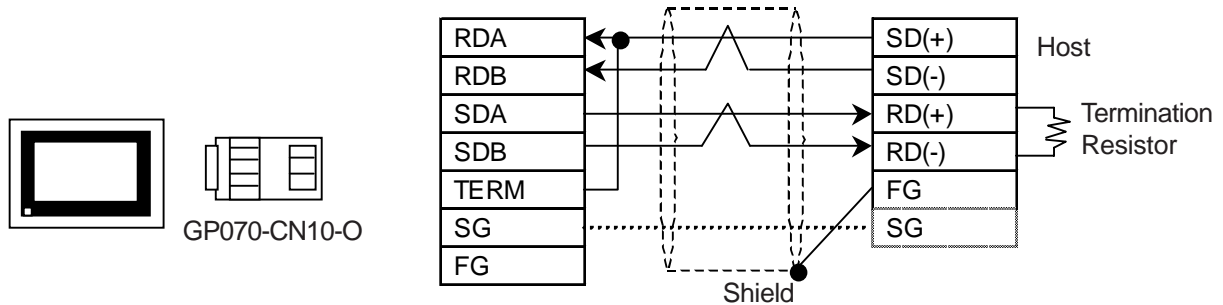 GP070-CN10-O
RDA
RDB
SDA
SDB
TERM
SG
FG
Shield
SD(+)
SD(-)
RD(+)
RD(-)
FG
SG
Host
Termination
Resistor